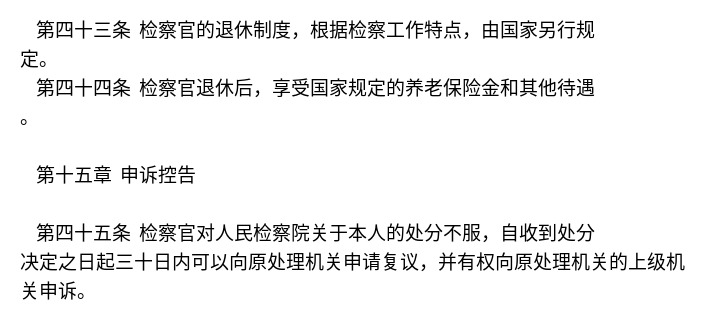 第四十三条 检察官的退休制度，根据检察工作特点，由国家另行规
定。
第四十四条 检察官退休后，享受国家规定的养老保险金和其他待遇
。
第十五章 申诉控告
第四十五条 检察官对人民检察院关于本人的处分不服，自收到处分
决定之日起三十日内可以向原处理机关申请复议，并有权向原处理机关的上级机
关申诉。